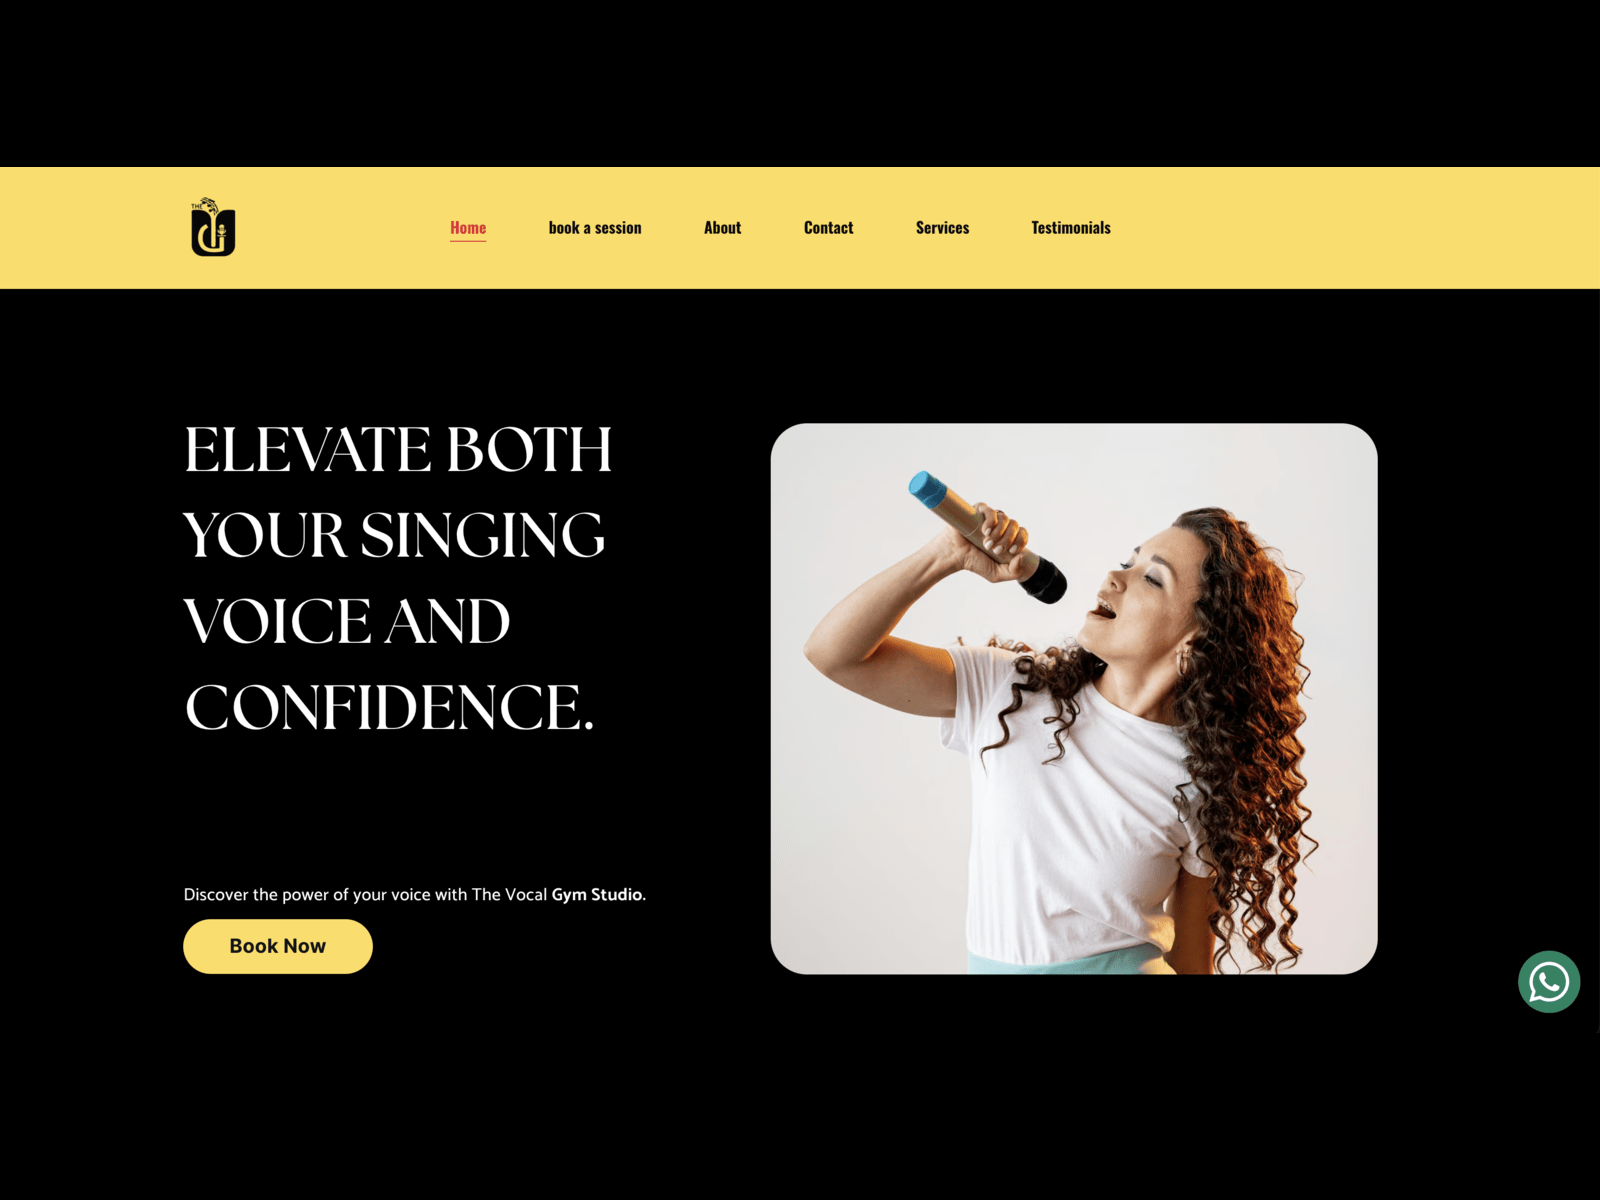 THE
Home
book a session
About
Contact
Services
Testimonials
ELEVATE BOTH
YOUR SINGING
VOICE AND
CONFIDENCE.
Discover the power of your voice with The Vocal Gym Studio.
Book Now